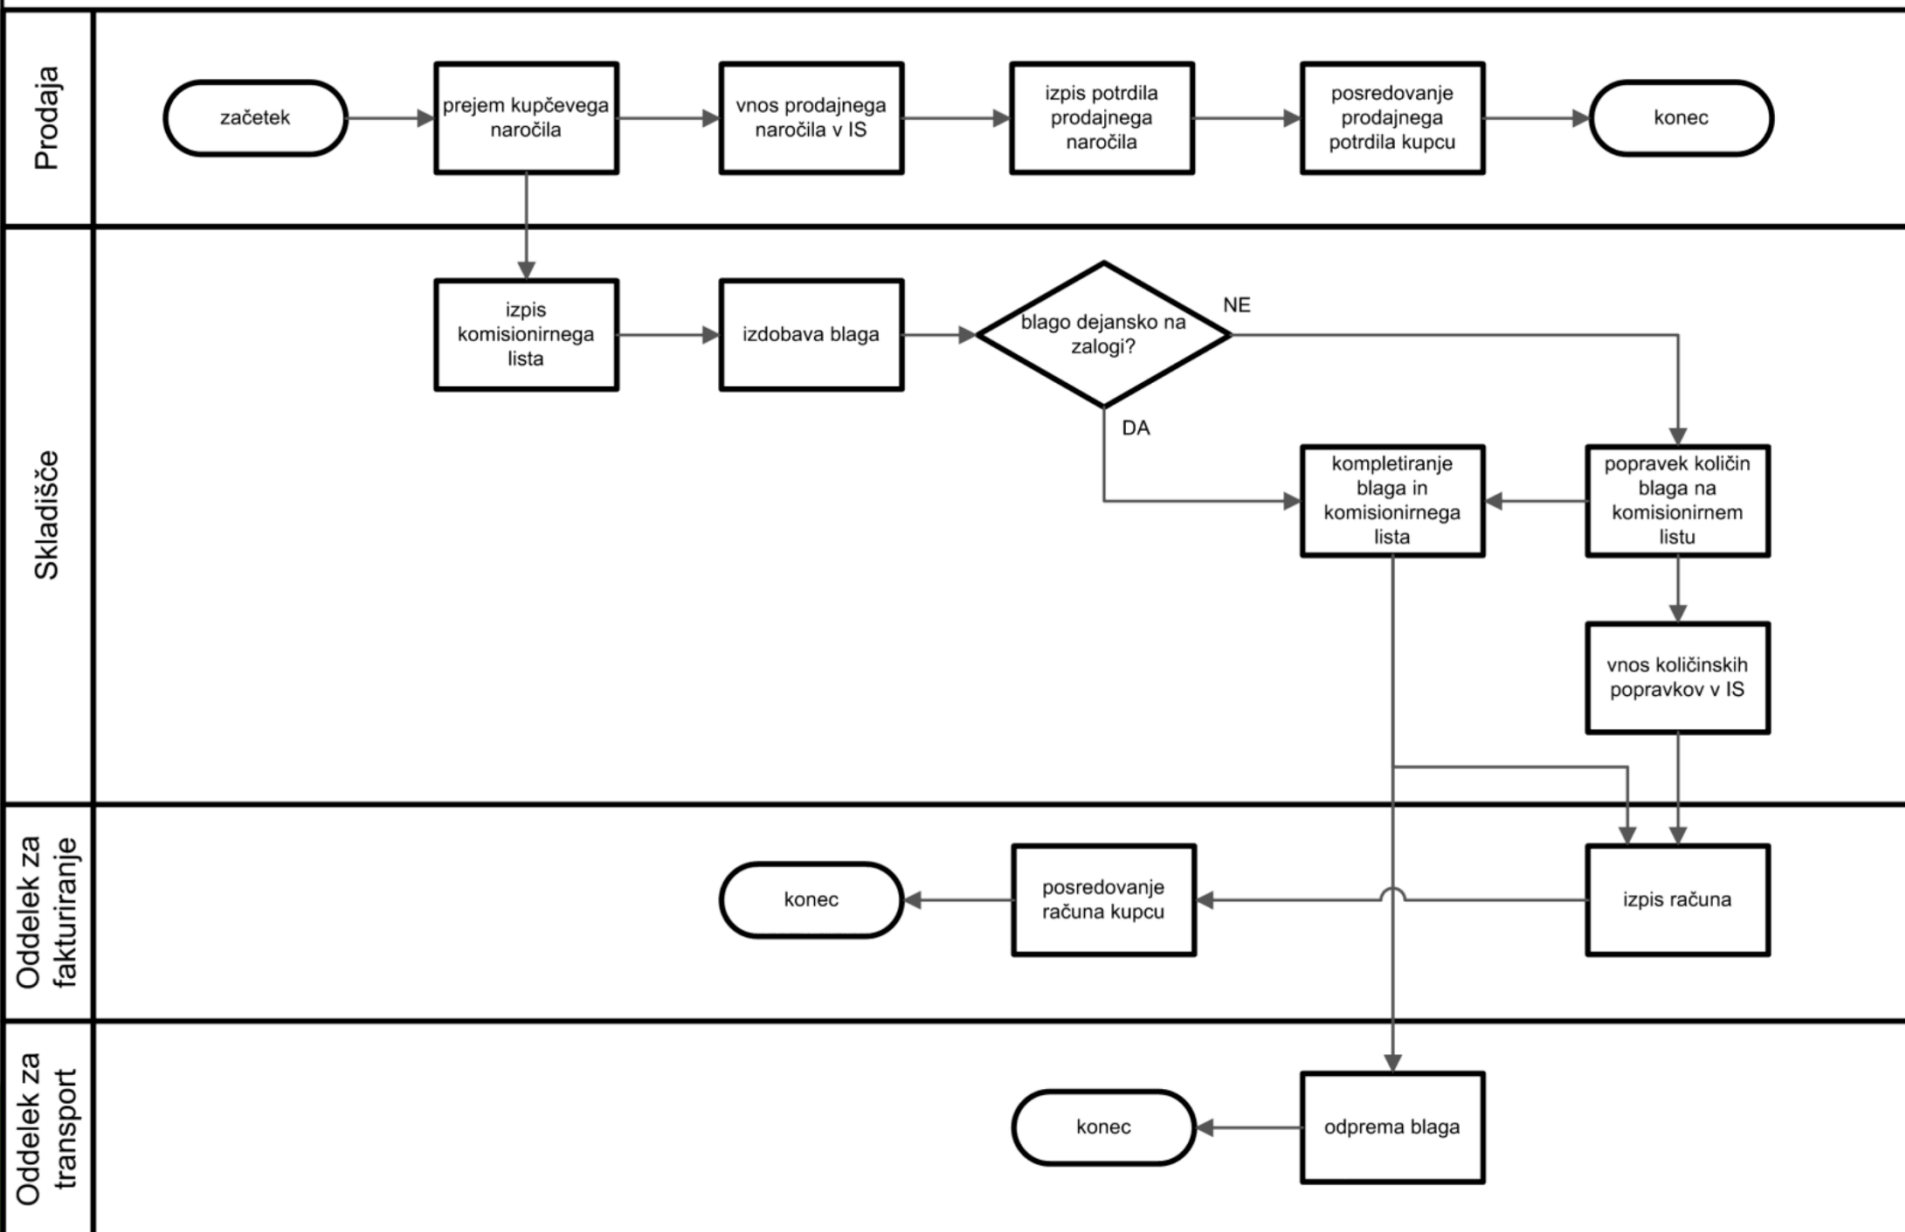 Prodaja
začetek
prejem kupčevega
naročila
vnos prodajnega
naročila v IS
izpis potrdila
prodajnega
naročila
posredovanje
prodajnega
potrdila kupcu
konec
Skladišče
izpis
komisionirnega
lista
izdobava blaga
blago dejansko na
zalogi?
NE
DA
kompletiranje
blaga in
komisionirnega
lista
popravek količin
blaga na
komisionirnem
listu
vnos količinskih
popravkov v IS
Oddelek za
fakturiranje
konec
posredovanje
računa kupcu
izpis računa
Oddelek za
transport
konec
odprema blaga